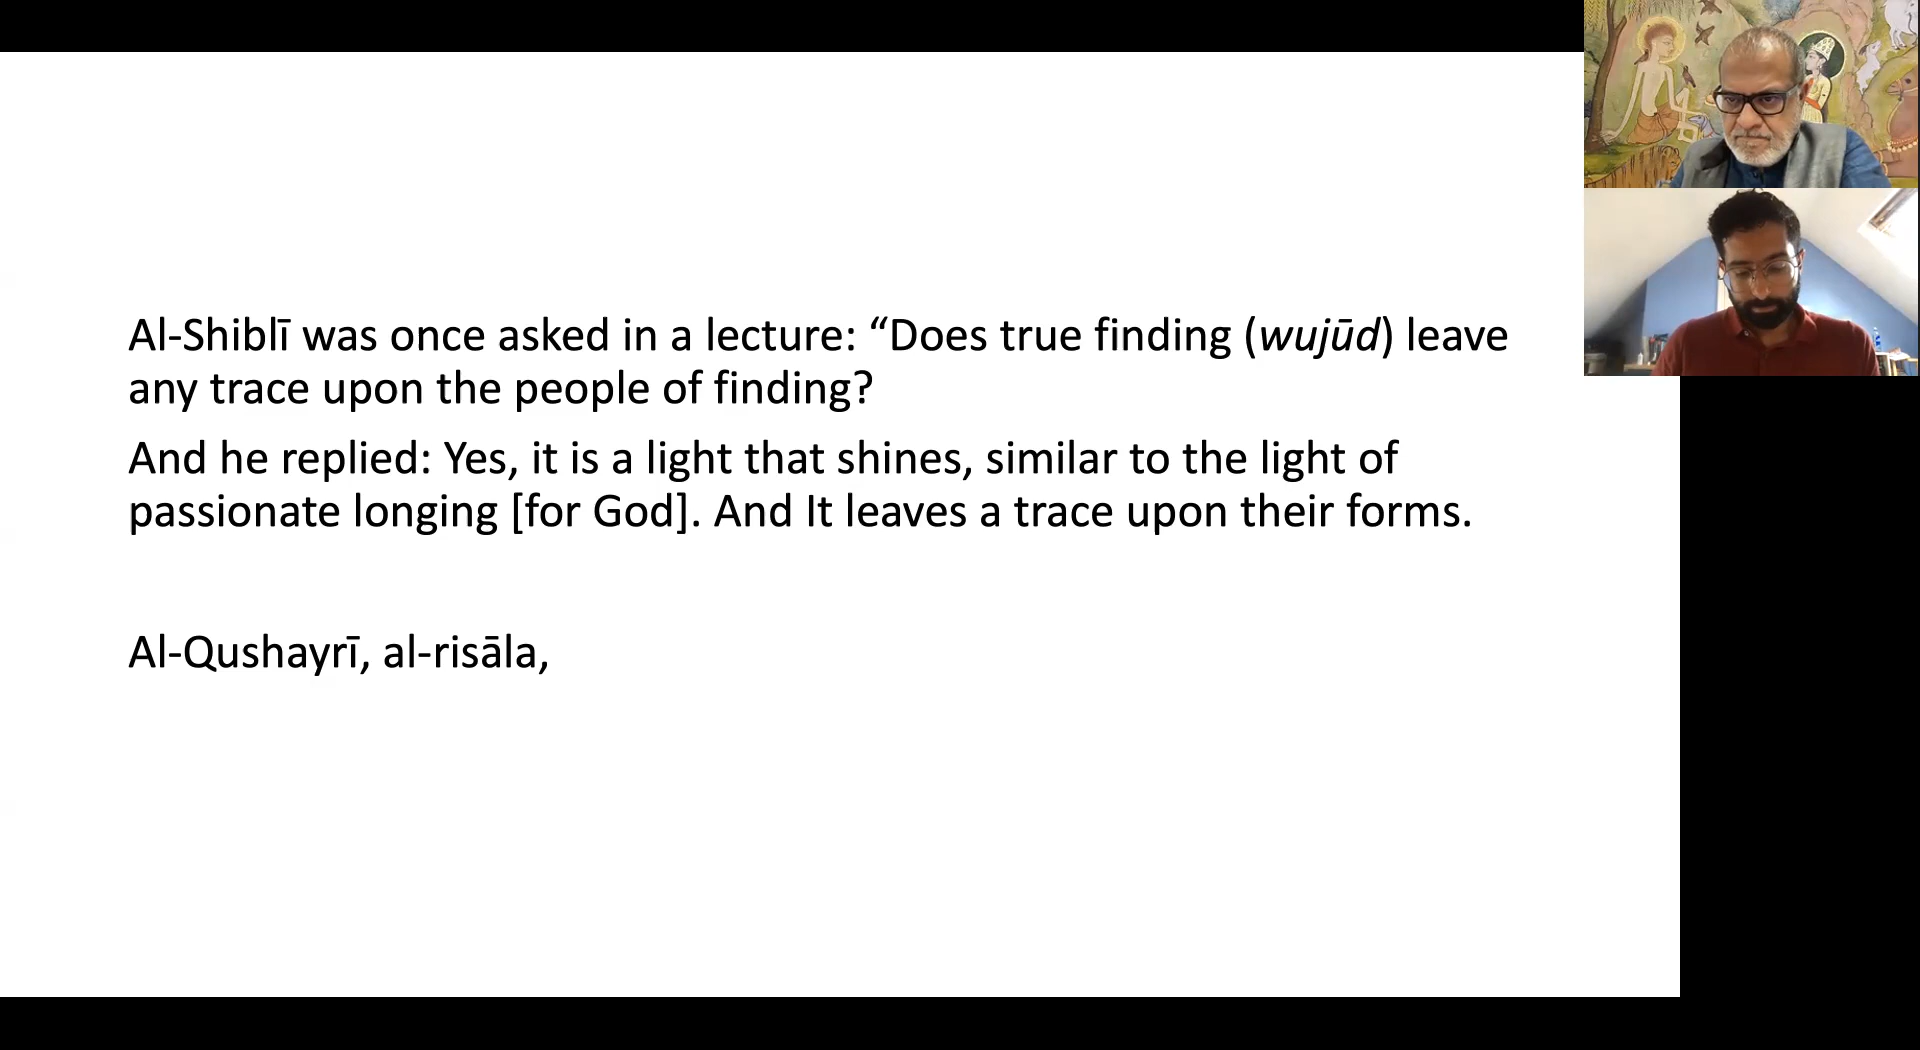 Al-Shiblī was once asked in a lecture: “Does true finding (wujūd) leave
any trace upon the people of finding?
And he replied: Yes, it is a light that shines, similar to the light of
passionate longing [for God]. And It leaves a trace upon their forms.
Al-Qushayrī, al-risāla,